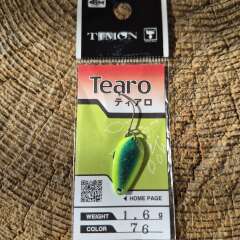 TIMON T
Tearo
ティアロ
◀ HOME PAGE
WEIGHT 1.6g
COLOR 76